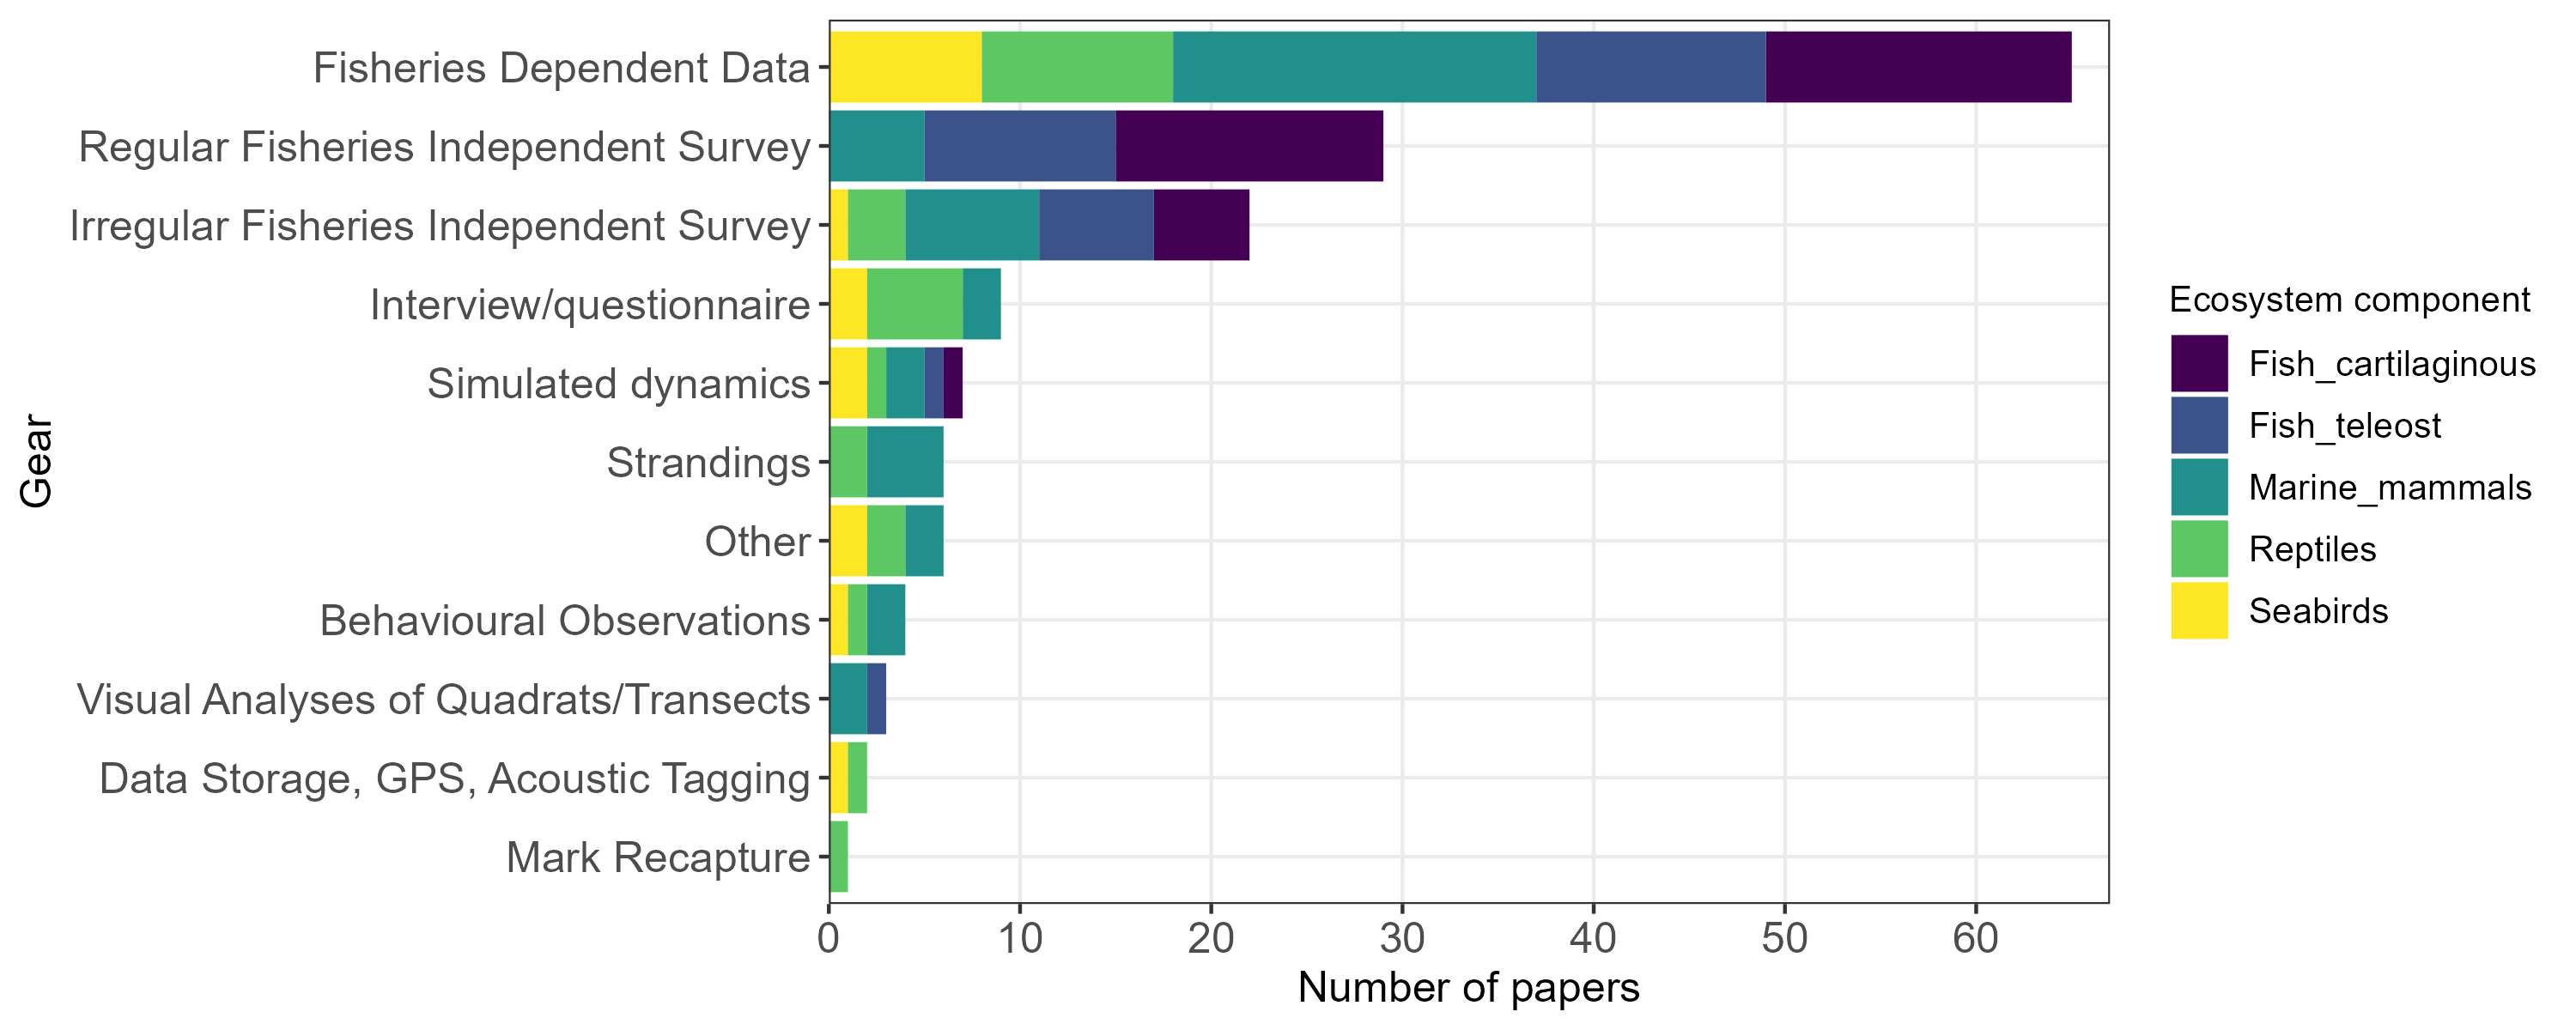 Fisheries Dependent Data
Regular Fisheries Independent Survey
Irregular Fisheries Independent Survey
Interview/questionnaire
Simulated dynamics
Strandings
Other
Behavioural Observations
Visual Analyses of Quadrats/Transects
Data Storage, GPS, Acoustic Tagging
Mark Recapture
Gear
0 10 20 30 40 50 60
Number of papers
Ecosystem component
Fish_cartilaginous
Fish_teleost
Marine_mammals
Reptiles
Seabirds